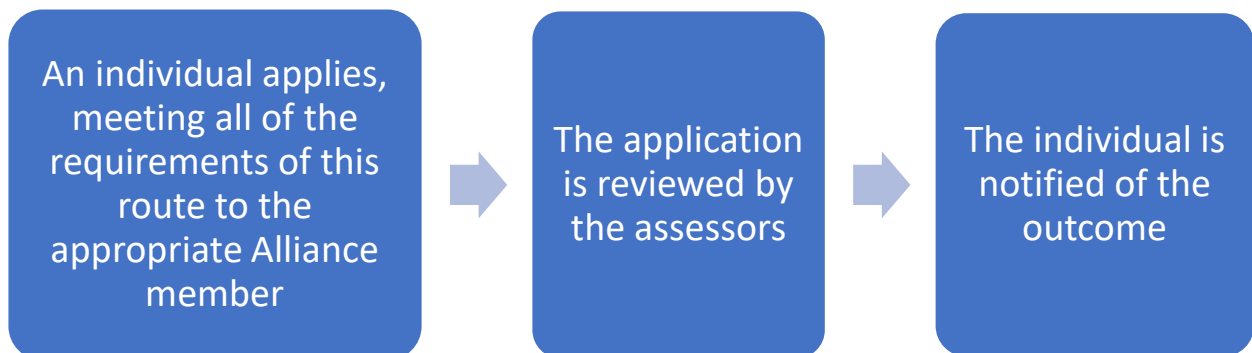 An individual applies,
meeting all of the
requirements of this
route to the
appropriate Alliance
member
The application
is reviewed by
the assessors
The individual is
notified of the
outcome